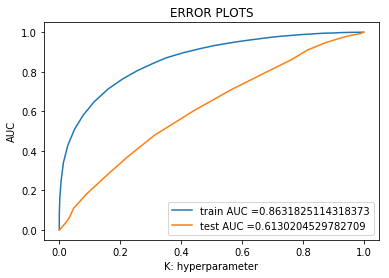 ERROR PLOTS
1.0
0.8
0.6
0.4
0.2
0.0
AUC
train AUC =0.8631825114318373
test AUC =0.6130204529782709
0.0 0.2 0.4 0.6 0.8 1.0
K: hyperparameter